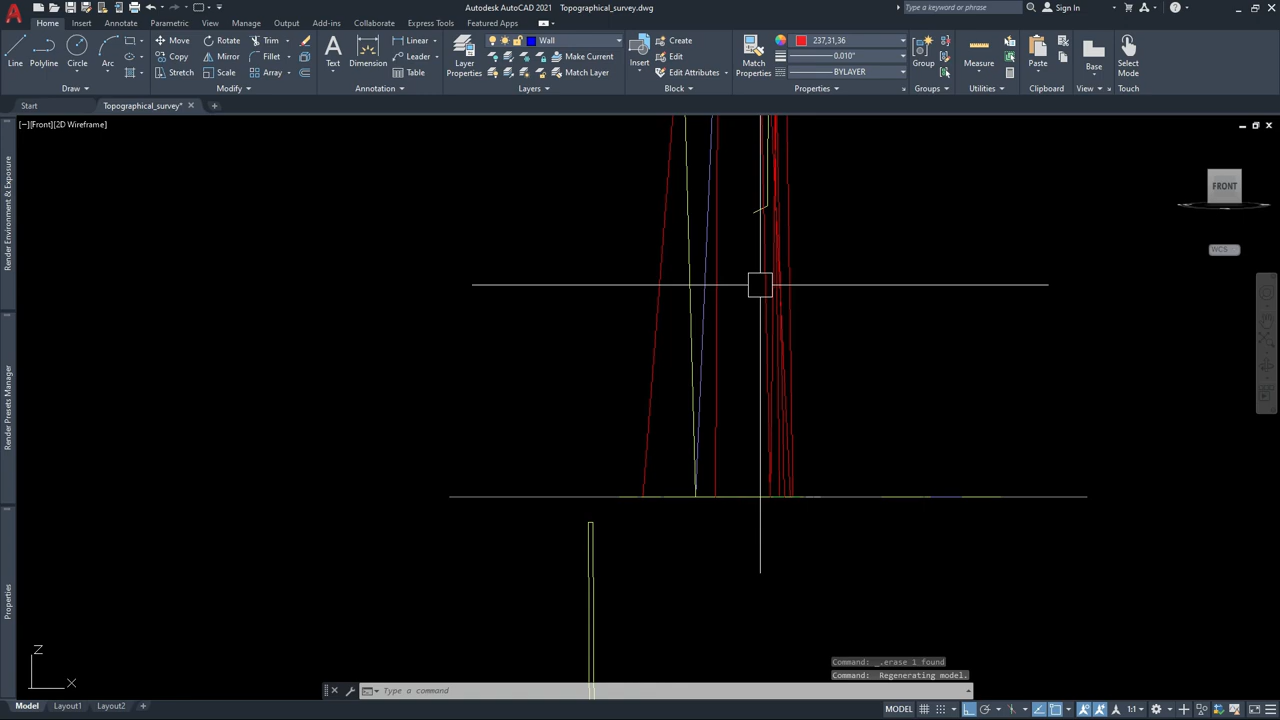 Autodesk AutoCAD 2021 Topographical_survey.dwg
Type a keyword or phrase
Sign In
Home Insert Annotate Parametric View Manage Output Add-ins Collaborate Express Tools Featured Apps
Line
Polyline
Circle
Arc
Move
Copy
Stretch
Rotate
Mirror
Scale
Trim
Fillet
Array
Text
Dimension
Linear
Leader
Table
Layer
Properties
Wall
Make Current
Match Layer
Insert
Create
Edit
Edit Attributes
Match
Properties
237,31,36
0.010"
BYLAYER
Group
Measure
Paste
Base
Select
Mode
Draw
Modify
Annotation
Layers
Block
Properties
Groups
Utilities
Clipboard
View
Touch
Start
Topographical_survey*
[−][Front][2D Wireframe]
FRONT
WCS
Render Environment & Exposure
Render Presets Manager
Properties
Z
X
Command: _.erase 1 found
Command: Regenerating model.
Type a command
Model
Layout1
Layout2
MODEL
1:1